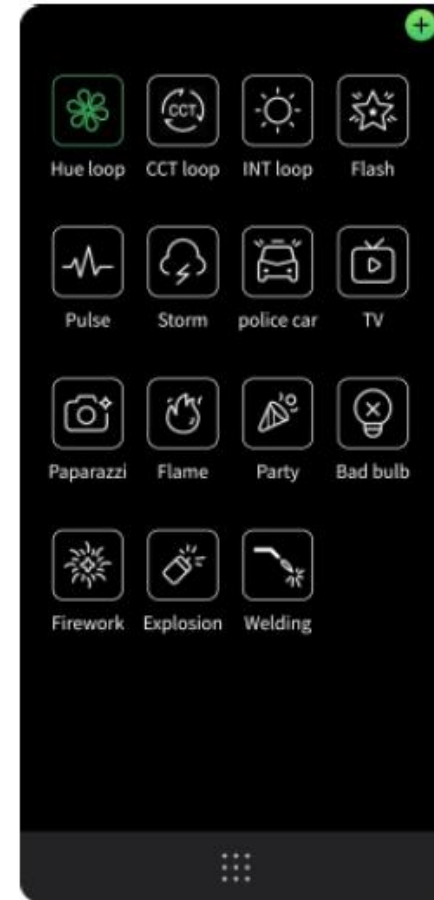 Hue loop CCT loop INT loop Flash
CCT
Pulse Storm police car TV
Paparazzi Flame Party Bad bulb
Firework Explosion Welding